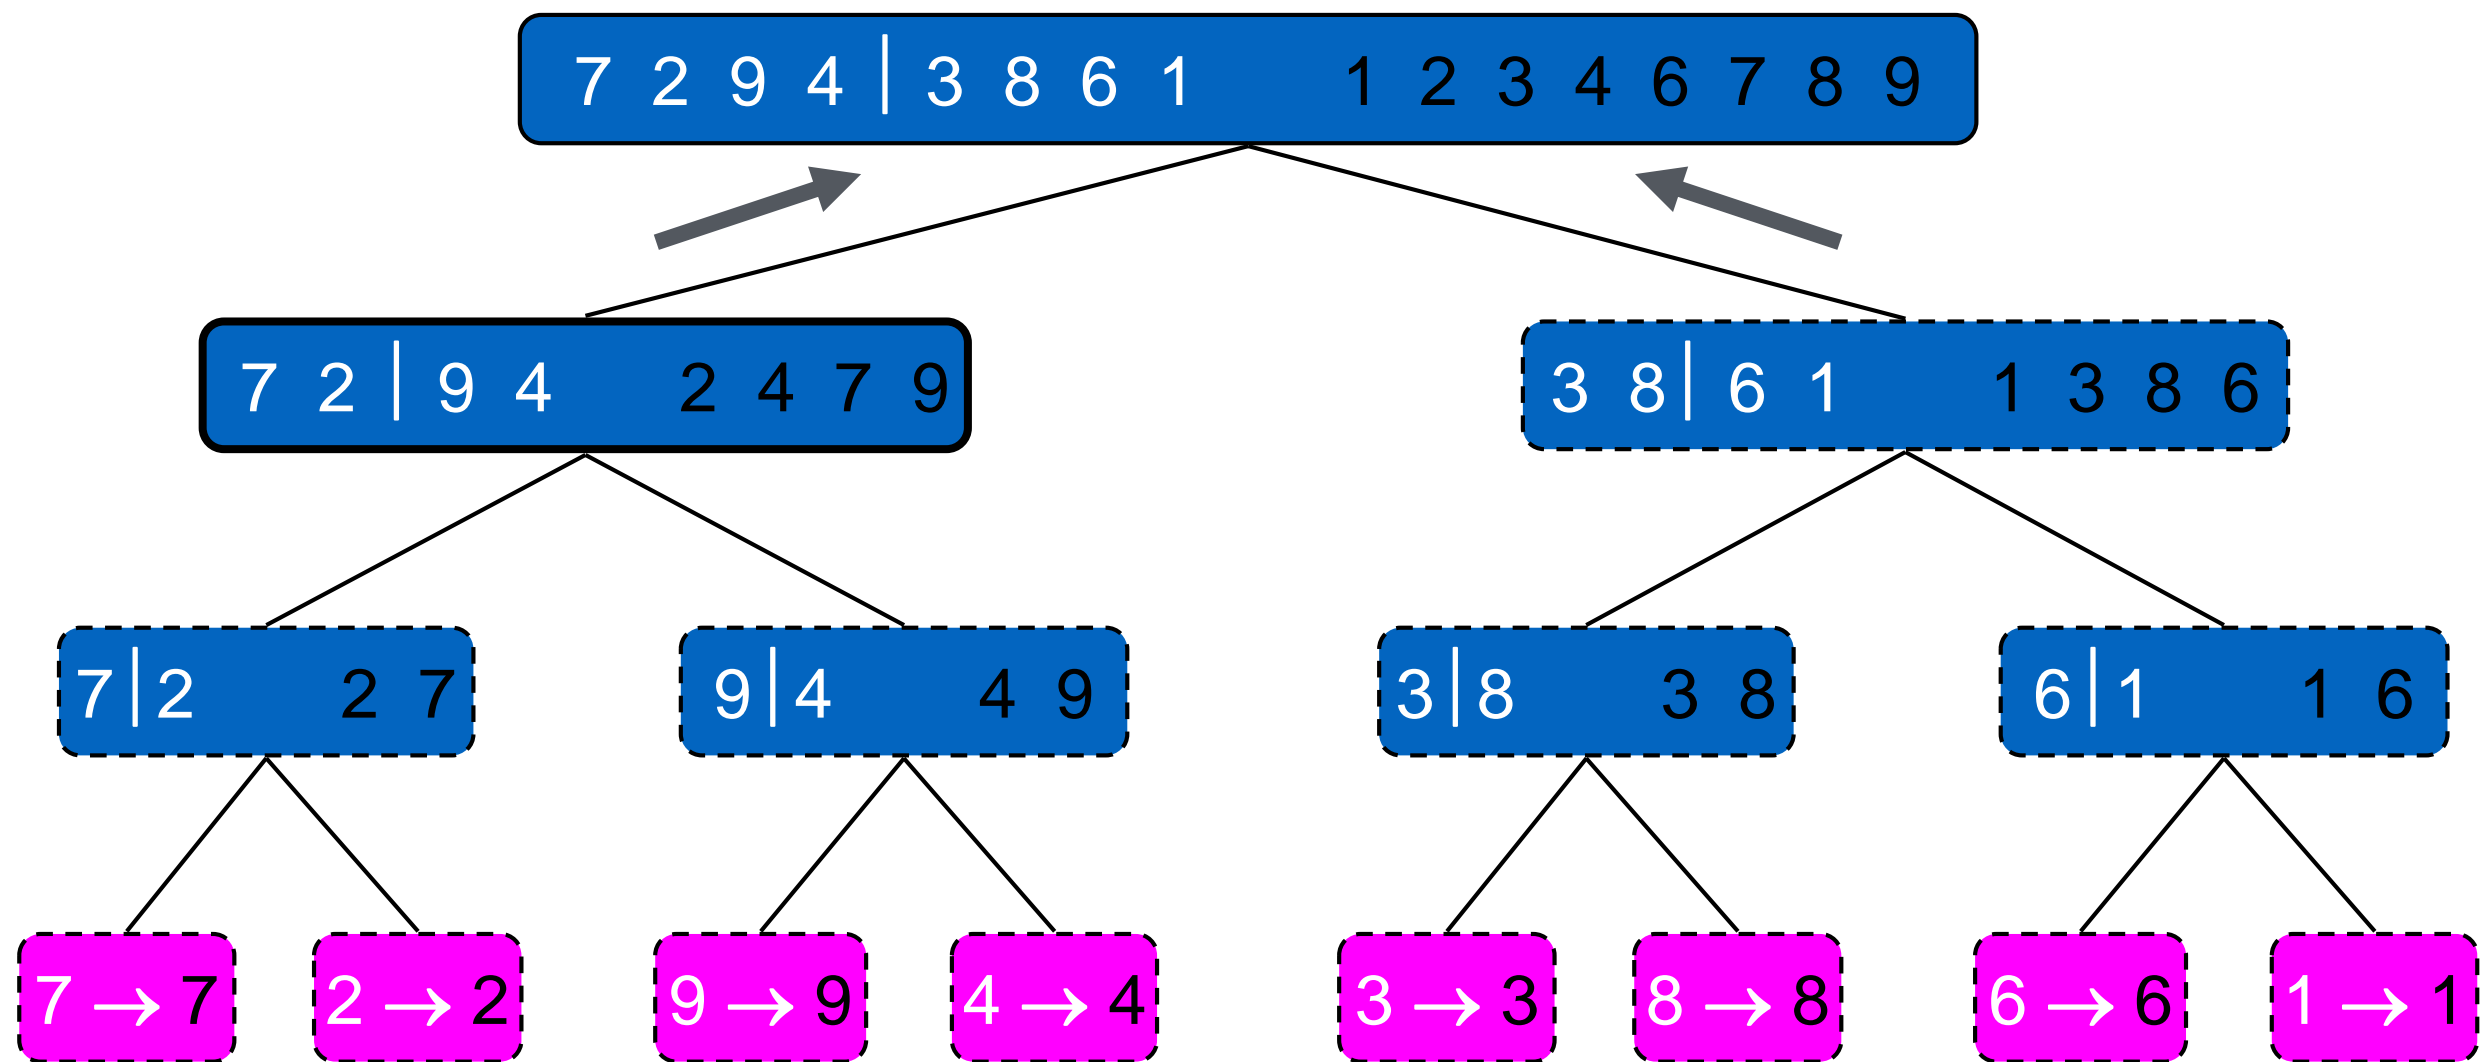 7 2 9 4 | 3 8 6 1 1 2 3 4 6 7 8 9
7 2 | 9 4 2 4 7 9
3 8 | 6 1 1 3 8 6
7 | 2 2 7
9 | 4 4 9
3 | 8 3 8
6 | 1 1 6
7 → 7
2 → 2
9 → 9
4 → 4
3 → 3
8 → 8
6 → 6
1 → 1